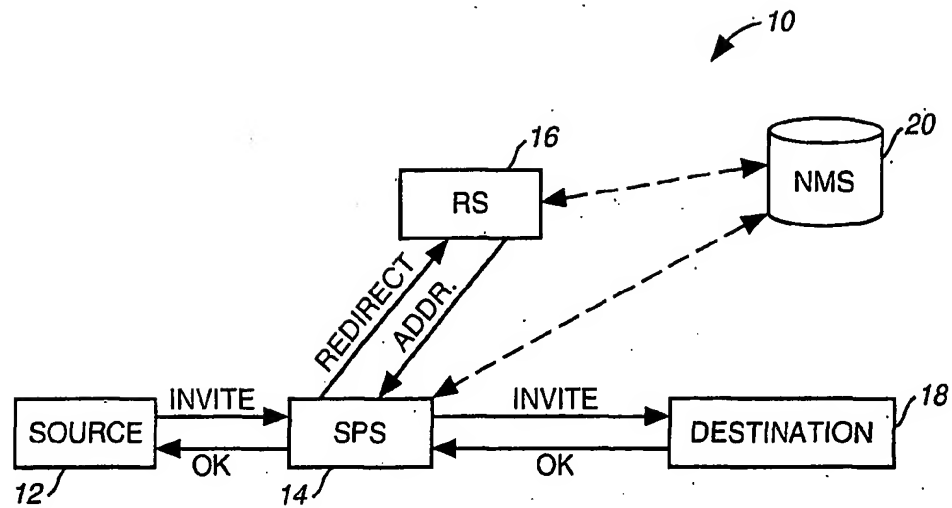 10
16
20
RS
NMS
REDIRECT
ADDR.
INVITE
INVITE
18
SOURCE
SPS
DESTINATION
OK
OK
12
14